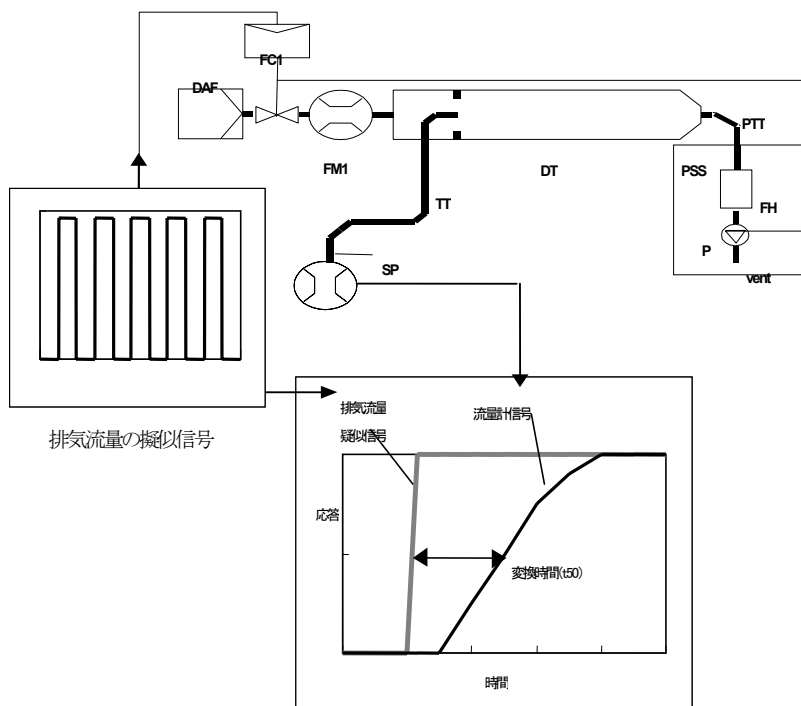 FC1
DAF
FM1
DT
PTT
PSS
FH
TT
SP
P
vent
排気流量の擬似信号
排気流量
疑似信号
流量計信号
応答
変換時間(t50)
時間